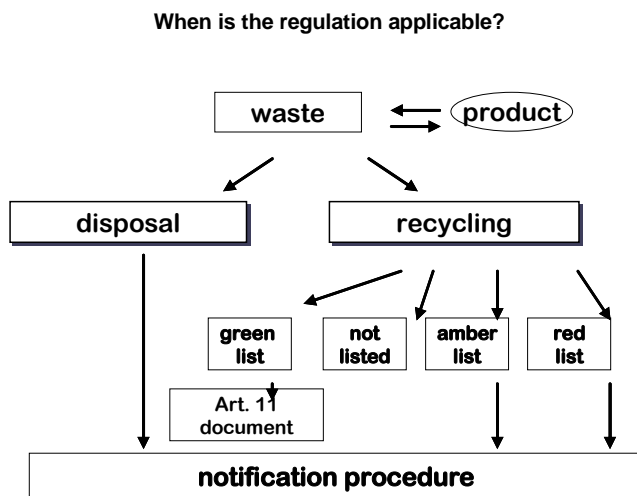 When is the regulation applicable?
waste
product
disposal
recycling
green
list
not
listed
amber
list
red
list
Art. 11
document
notification procedure